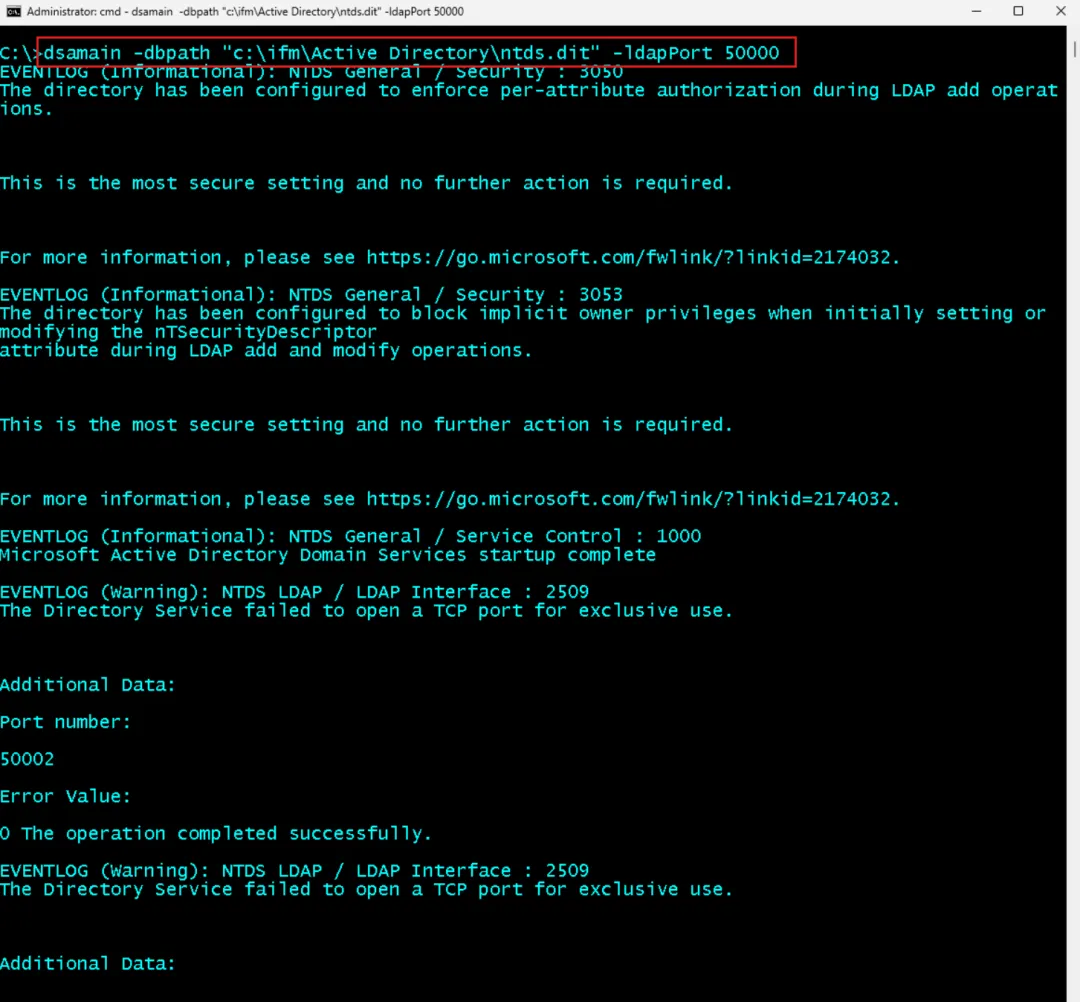 Administrator: cmd - dsamain  -dbpath "c:\ifm\Active Directory\ntds.dit" -ldapPort 50000
C:\>dsamain -dbpath "c:\ifm\Active Directory\ntds.dit" -ldapPort 50000
EVENTLOG (Informational): NTDS General / Security : 3050
The directory has been configured to enforce per-attribute authorization during LDAP add operat
ions.
This is the most secure setting and no further action is required.
For more information, please see https://go.microsoft.com/fwlink/?linkid=2174032.
EVENTLOG (Informational): NTDS General / Security : 3053
The directory has been configured to block implicit owner privileges when initially setting or
modifying the nTSecurityDescriptor
attribute during LDAP add and modify operations.
This is the most secure setting and no further action is required.
For more information, please see https://go.microsoft.com/fwlink/?linkid=2174032.
EVENTLOG (Informational): NTDS General / Service Control : 1000
Microsoft Active Directory Domain Services startup complete
EVENTLOG (Warning): NTDS LDAP / LDAP Interface : 2509
The Directory Service failed to open a TCP port for exclusive use.
Additional Data:
Port number:
50002
Error Value:
0 The operation completed successfully.
EVENTLOG (Warning): NTDS LDAP / LDAP Interface : 2509
The Directory Service failed to open a TCP port for exclusive use.
Additional Data: